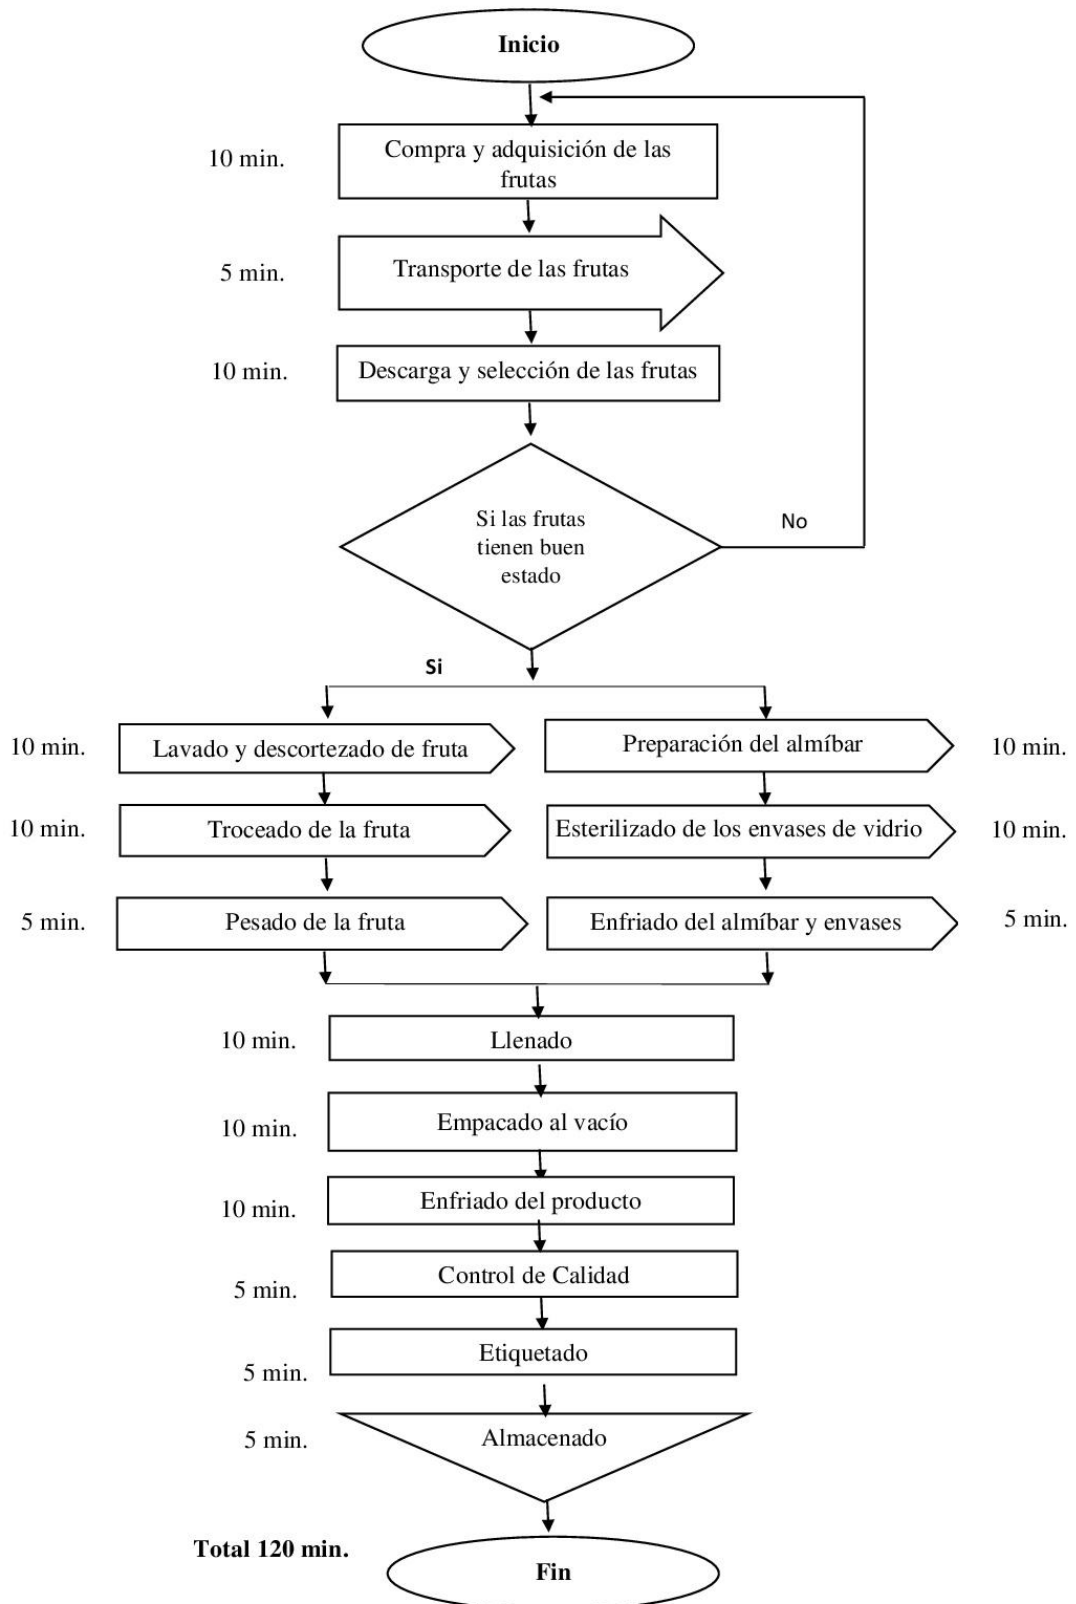 Inicio
10 min.
Compra y adquisición de las
frutas
5 min.
Transporte de las frutas
10 min.
Descarga y selección de las frutas
Si las frutas
tienen buen
estado
No
Si
10 min.
Lavado y descortezado de fruta
Preparación del almíbar
10 min.
10 min.
Troceado de la fruta
Esterilizado de los envases de vidrio
10 min.
5 min.
Pesado de la fruta
Enfriado del almíbar y envases
5 min.
10 min.
Llenado
10 min.
Empacado al vacío
10 min.
Enfriado del producto
5 min.
Control de Calidad
5 min.
Etiquetado
5 min.
Almacenado
Total 120 min.
Fin